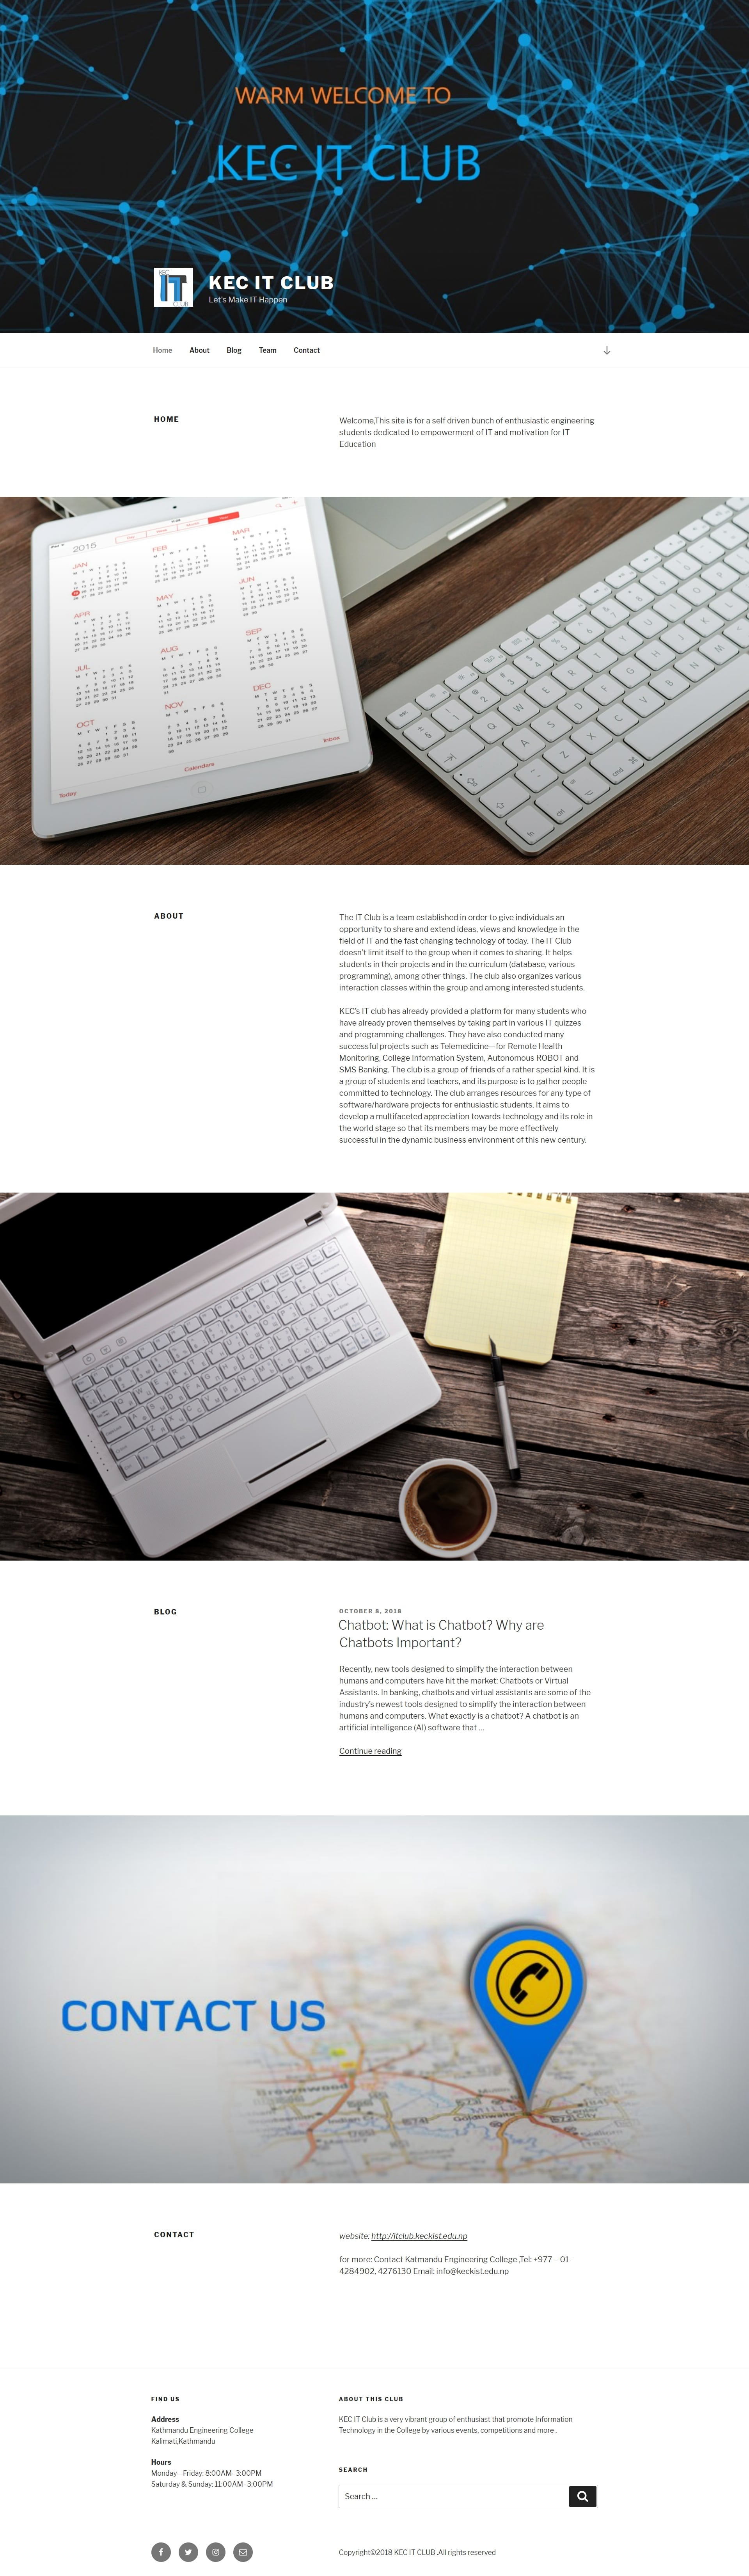 WARM WELCOME TO
KEC IT CLUB
KEC
IT
CLUB
KEC IT CLUB
Let's Make IT Happen
Home About Blog Team Contact
HOME
Welcome,This site is for a self driven bunch of enthusiastic engineering
students dedicated to empowerment of IT and motivation for IT
Education
2015
JAN FEB MAR
APR MAY JUN
JUL AUG SEP
OCT NOV DEC
Today Calendars Inbox
ABOUT
The IT Club is a team established in order to give individuals an
opportunity to share and extend ideas, views and knowledge in the
field of IT and the fast changing technology of today. The IT Club
doesn't limit itself to the group when it comes to sharing. It helps
students in their projects and in the curriculum (database, various
programming), among other things. The club also organizes various
interaction classes within the group and among interested students.
KEC's IT club has already provided a platform for many students who
have already proven themselves by taking part in various IT quizzes
and programming challenges. They have also conducted many
successful projects such as Telemedicine—for Remote Health
Monitoring, College Information System, Autonomous ROBOT and
SMS Banking. The club is a group of friends of a rather special kind. It is
a group of students and teachers, and its purpose is to gather people
committed to technology. The club arranges resources for any type of
software/hardware projects for enthusiastic students. It aims to
develop a multifaceted appreciation towards technology and its role in
the world stage so that its members may be more effectively
successful in the dynamic business environment of this new century.
BLOG
OCTOBER 8, 2018
Chatbot: What is Chatbot? Why are
Chatbots Important?
Recently, new tools designed to simplify the interaction between
humans and computers have hit the market: Chatbots or Virtual
Assistants. In banking, chatbots and virtual assistants are some of the
industry's newest tools designed to simplify the interaction between
humans and computers. What exactly is a chatbot? A chatbot is an
artificial intelligence (AI) software that …
Continue reading
CONTACT US
CONTACT
website: http://itclub.keckist.edu.np
for more: Contact Katmandu Engineering College ,Tel: +977 – 01-
4284902, 4276130 Email: info@keckist.edu.np
FIND US
Address
Kathmandu Engineering College
Kalimati,Kathmandu
Hours
Monday—Friday: 8:00AM–3:00PM
Saturday & Sunday: 11:00AM–3:00PM
ABOUT THIS CLUB
KEC IT Club is a very vibrant group of enthusiast that promote Information
Technology in the College by various events, competitions and more .
SEARCH
Search …
Copyright©2018 KEC IT CLUB .All rights reserved